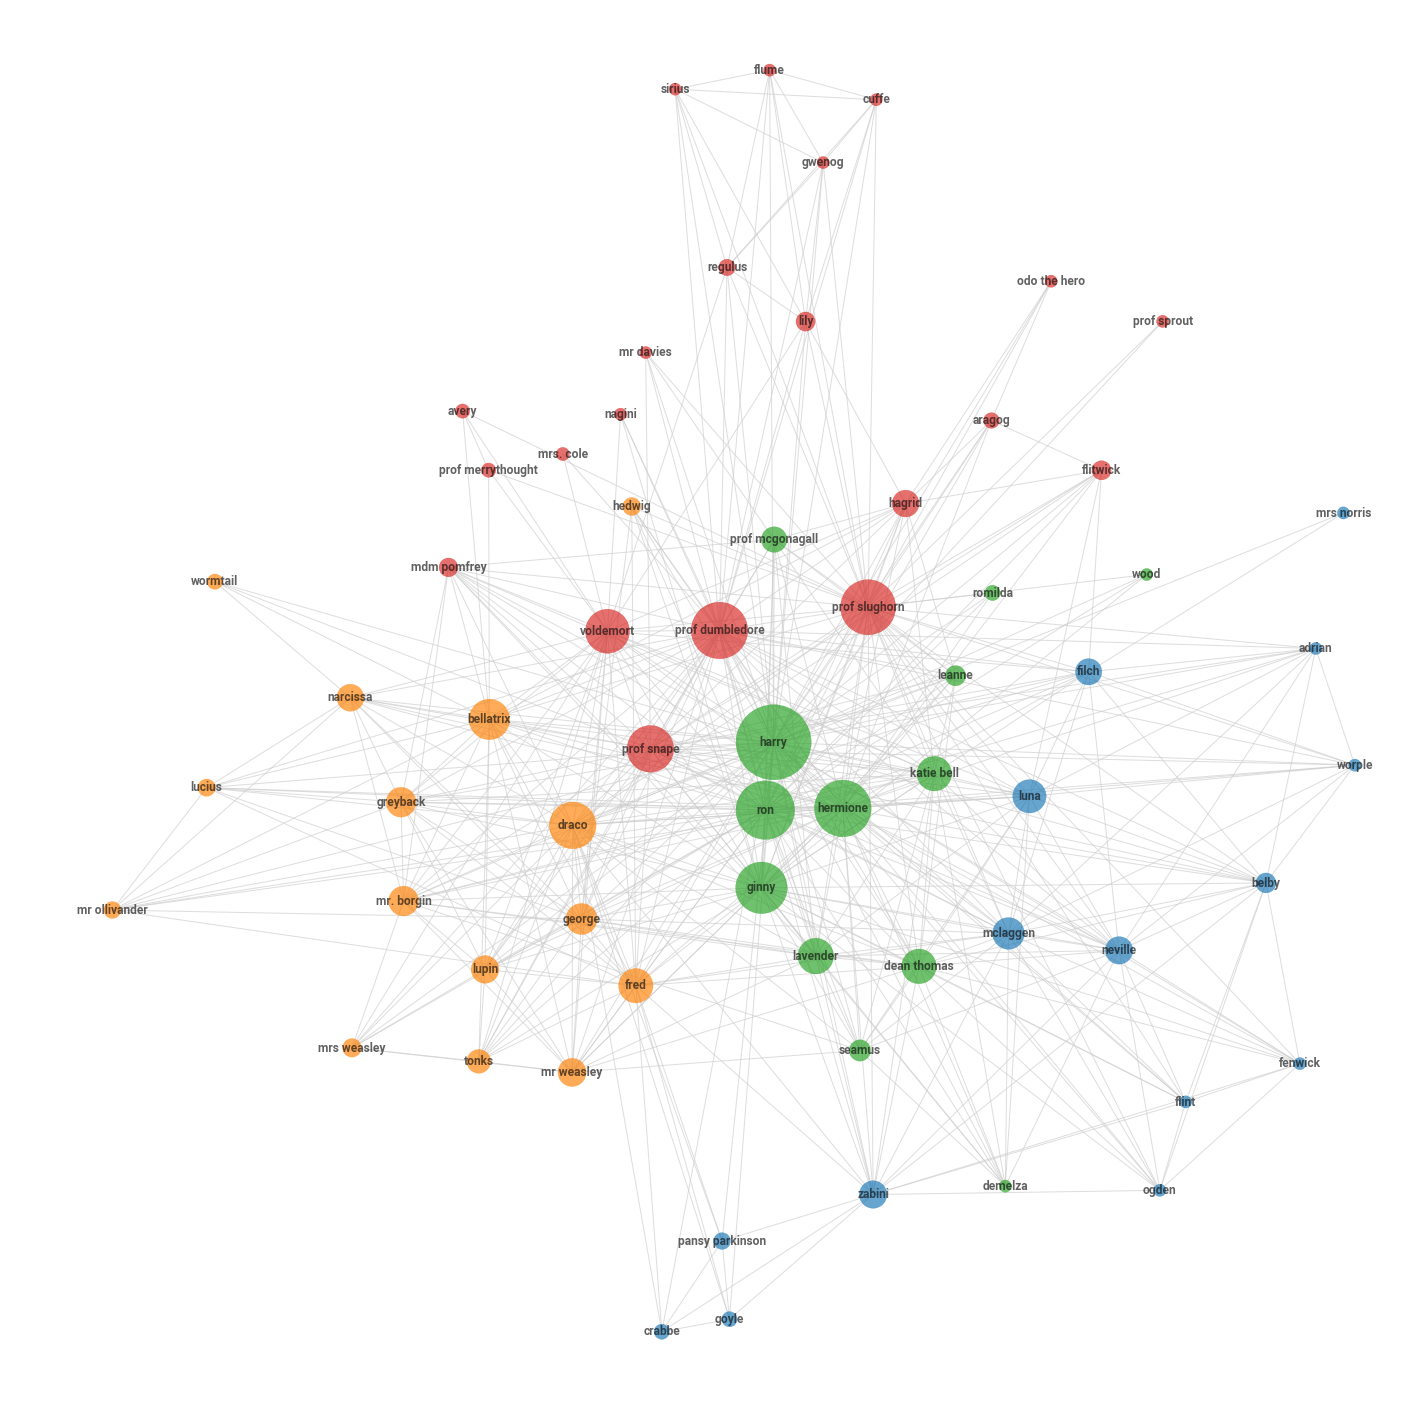 flume
sirius
cuffe
gwenog
regulus
odo the hero
lily
prof sprout
mr davies
avery
nagini
aragog
mrs. cole
prof merrythought
flitwick
hagrid
hedwig
mrs norris
prof mcgonagall
mdm pomfrey
wood
wormtail
romilda
prof slughorn
voldemort
prof dumbledore
adrian
filch
leanne
narcissa
bellatrix
harry
prof snape
worple
katie bell
lucius
luna
greyback
hermione
ron
draco
belby
ginny
mr. borgin
mr ollivander
george
mclaggen
neville
lavender
dean thomas
lupin
fred
mrs weasley
seamus
tonks
fenwick
mr weasley
flint
demelza
ogden
zabini
pansy parkinson
goyle
crabbe